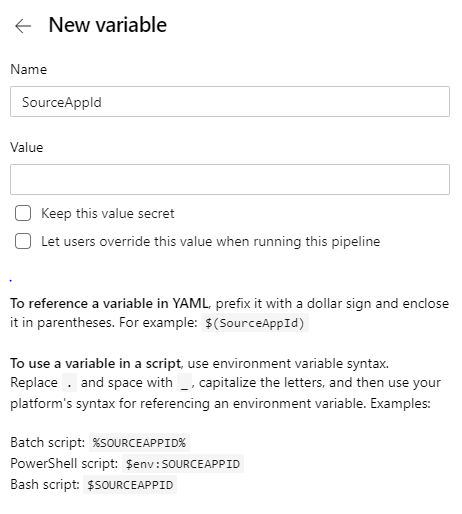 ← New variable
Name
SourceAppId
Value
Keep this value secret
Let users override this value when running this pipeline
.
To reference a variable in YAML, prefix it with a dollar sign and enclose
it in parentheses. For example: $(SourceAppId)
To use a variable in a script, use environment variable syntax.
Replace . and space with _, capitalize the letters, and then use your
platform's syntax for referencing an environment variable. Examples:
Batch script: %SOURCEAPPID%
PowerShell script: $env:SOURCEAPPID
Bash script: $SOURCEAPPID